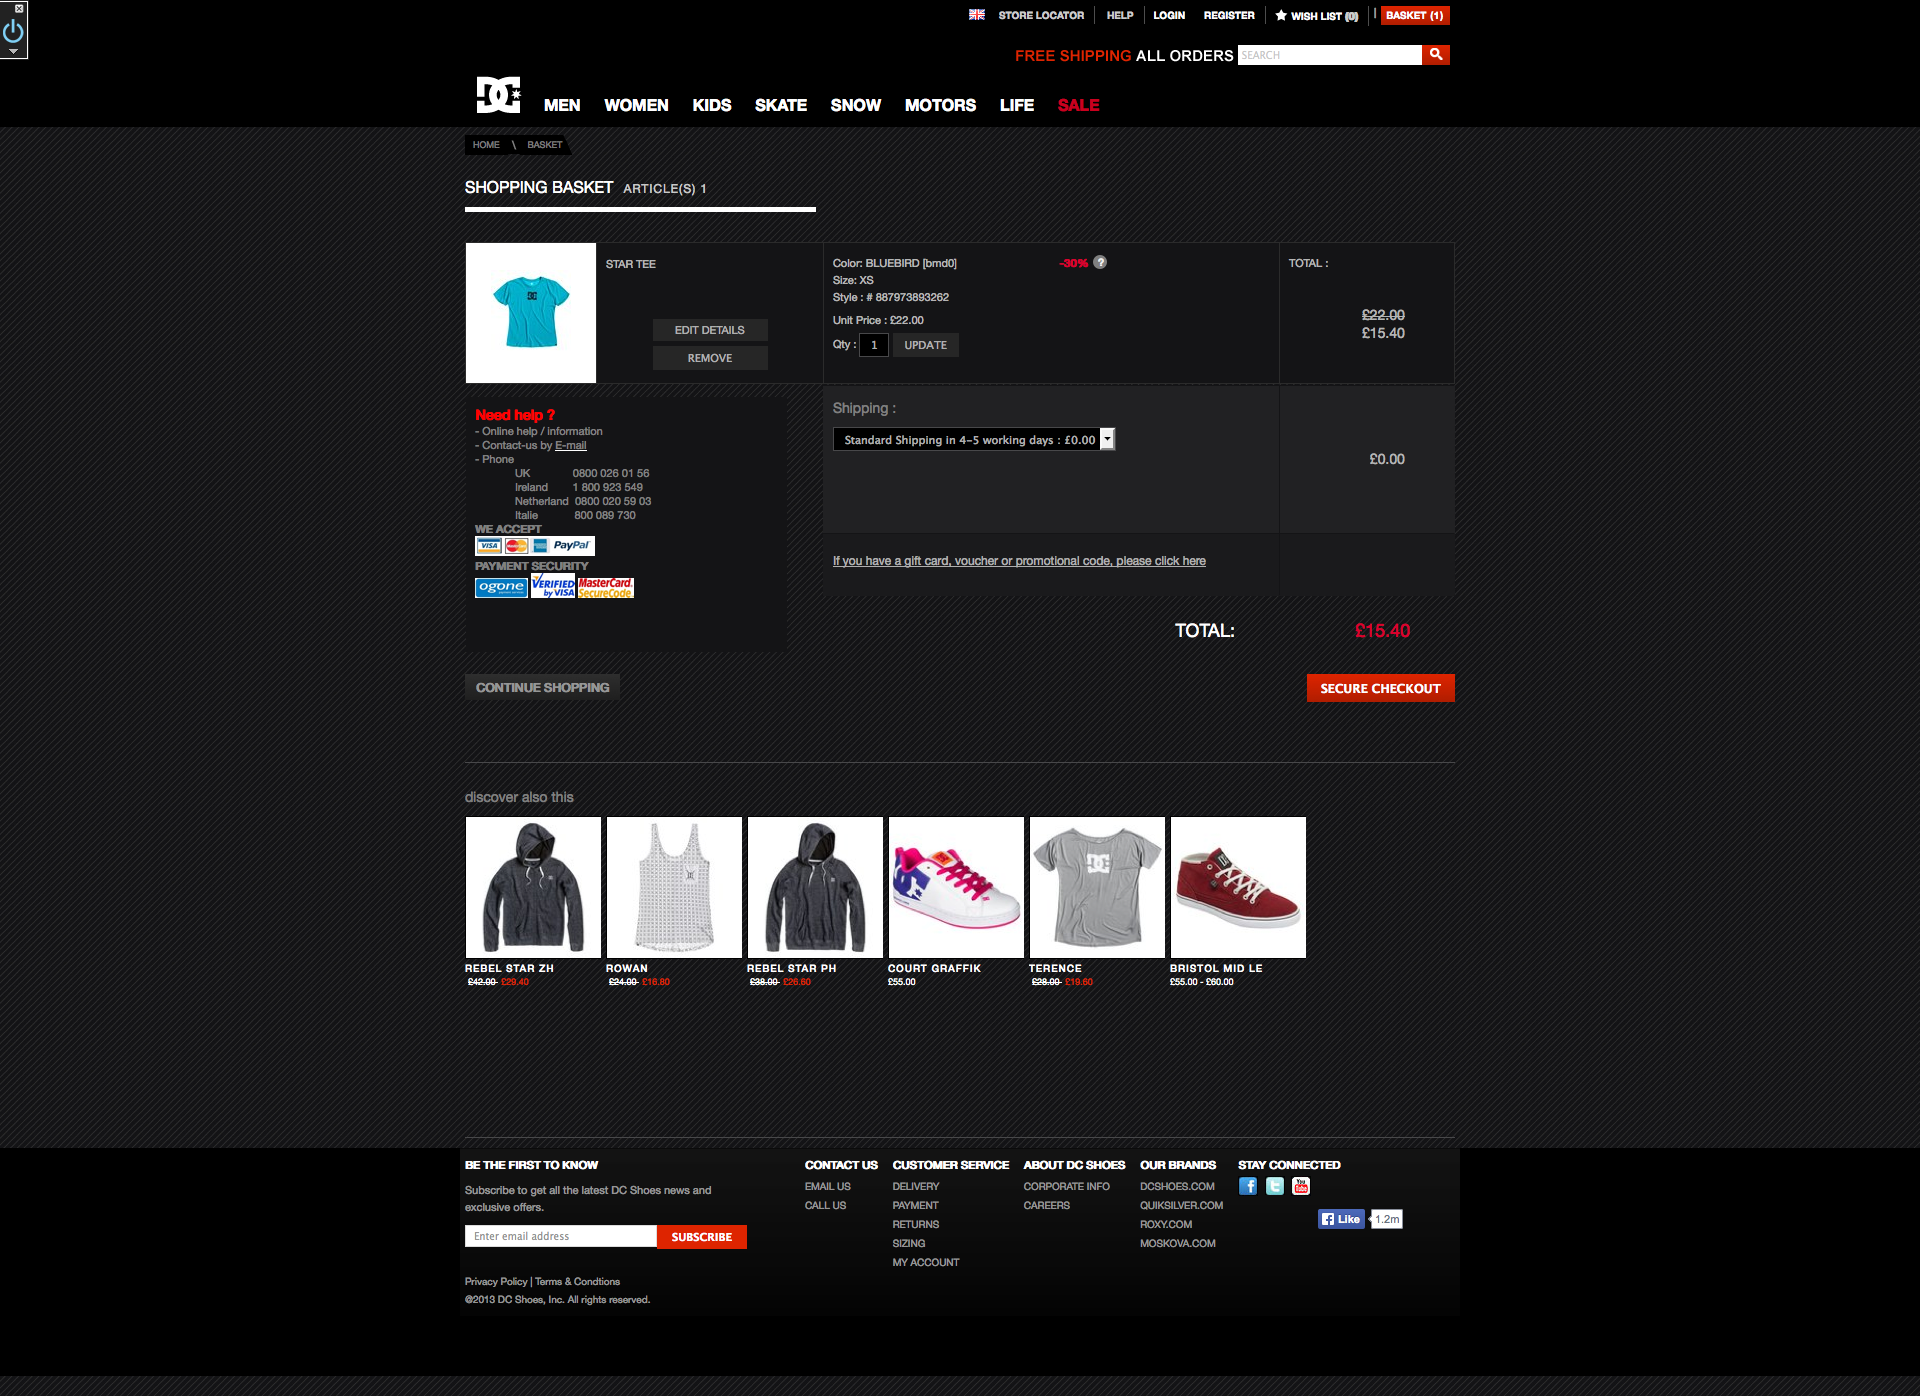 STORE LOCATOR HELP LOGIN REGISTER WISH LIST (0) | BASKET (1)
FREE SHIPPING ALL ORDERS SEARCH
DC MEN WOMEN KIDS SKATE SNOW MOTORS LIFE SALE
HOME \ BASKET
SHOPPING BASKET ARTICLE(S) 1
STAR TEE
EDIT DETAILS
REMOVE
Color: BLUEBIRD [bmd0] -30% ?
Size: XS
Style : # 887973893262
Unit Price : £22.00
Qty : 1 UPDATE
TOTAL :
£22.00
£15.40
Need help ?
- Online help / information
- Contact-us by E-mail
- Phone
UK 0800 026 01 56
Ireland 1 800 923 549
Netherland 0800 020 59 03
Italie 800 089 730
WE ACCEPT
VISA PayPal
PAYMENT SECURITY
ogone VERIFIED by VISA MasterCard. SecureCode.
Shipping :
Standard Shipping in 4-5 working days : £0.00
£0.00
If you have a gift card, voucher or promotional code, please click here
TOTAL: £15.40
CONTINUE SHOPPING
SECURE CHECKOUT
discover also this
REBEL STAR ZH
£42.00 £29.40
ROWAN
£24.00 £16.80
REBEL STAR PH
£38.00 £26.60
COURT GRAFFIK
£55.00
TERENCE
£28.00 £19.60
BRISTOL MID LE
£55.00 - £60.00
BE THE FIRST TO KNOW
Subscribe to get all the latest DC Shoes news and
exclusive offers.
Enter email address SUBSCRIBE
Privacy Policy | Terms & Condtions
@2013 DC Shoes, Inc. All rights reserved.
CONTACT US
EMAIL US
CALL US
CUSTOMER SERVICE
DELIVERY
PAYMENT
RETURNS
SIZING
MY ACCOUNT
ABOUT DC SHOES
CORPORATE INFO
CAREERS
OUR BRANDS
DCSHOES.COM
QUIKSILVER.COM
ROXY.COM
MOSKOVA.COM
STAY CONNECTED
f t You Tube
Like 1.2m